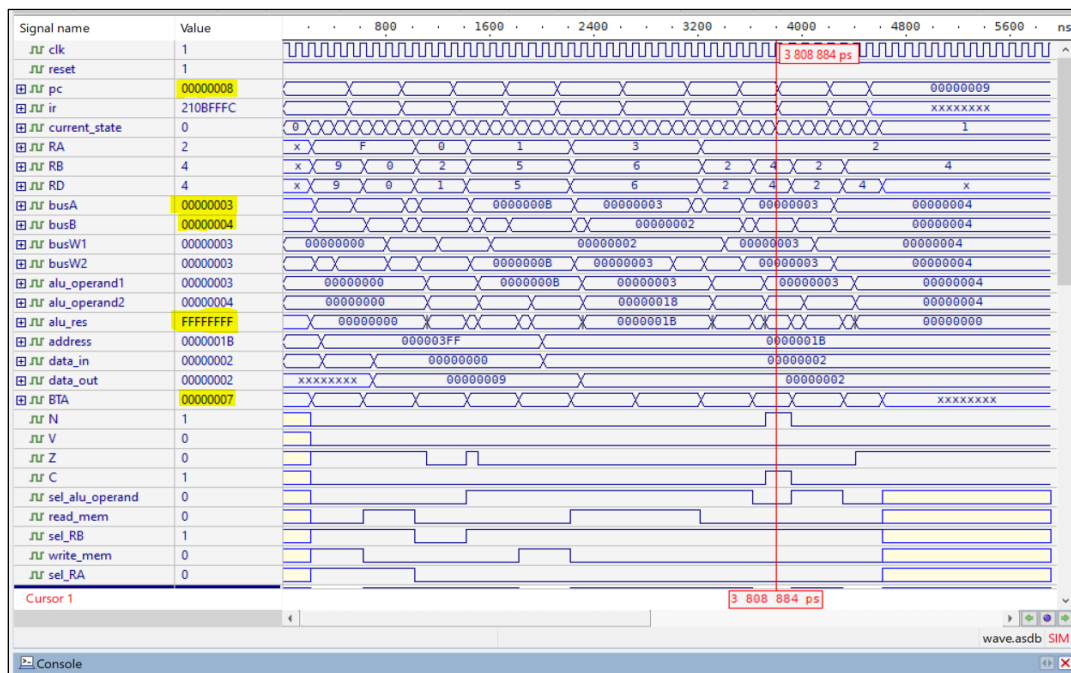 Signal name Value 800 1600 2400 3200 4000 4800 5600 ns
clk 1 3 808 884 ps
reset 1
pc 00000008 00000009
ir 210BFFFC xxxxxxxx
current_state 0 0 1
RA 2 x F 0 1 3 2
RB 4 x 9 0 2 5 6 2 4 2 4
RD 4 x 9 0 1 5 6 2 4 2 4 x
busA 00000003 0000000B 00000003 00000003 00000004
busB 00000004 00000002 00000004
busW1 00000003 00000000 00000002 00000003 00000004
busW2 00000003 0000000B 00000003 00000003 00000004
alu_operand1 00000003 00000000 0000000B 00000003 00000003 00000004
alu_operand2 00000004 00000000 00000018 00000004
alu_res FFFFFFFF 00000000 0000001B 00000000
address 0000001B 000003FF 0000001B
data_in 00000002 00000000 00000002
data_out 00000002 xxxxxxxx 00000009 00000002
BTA 00000007 xxxxxxxx
N 1
V 0
Z 0
C 1
sel_alu_operand 0
read_mem 0
sel_RB 1
write_mem 0
sel_RA 0
Cursor 1 3 808 884 ps
wave.asdb SIM
Console